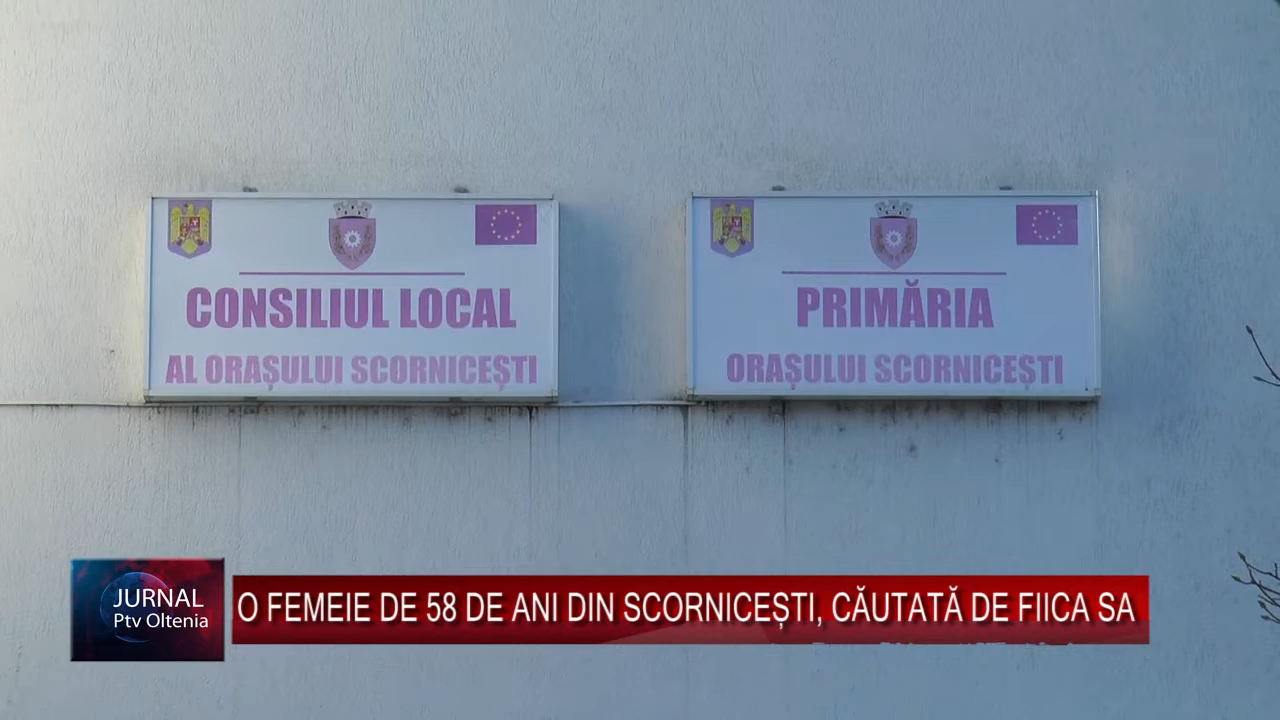 CONSILIUL LOCAL
AL ORAȘULUI SCORNICEȘTI
PRIMĂRIA
ORAȘULUI SCORNICEȘTI
JURNAL
Ptv Oltenia
O FEMEIE DE 58 DE ANI DIN SCORNICEȘTI, CĂUTATĂ DE FIICA SA